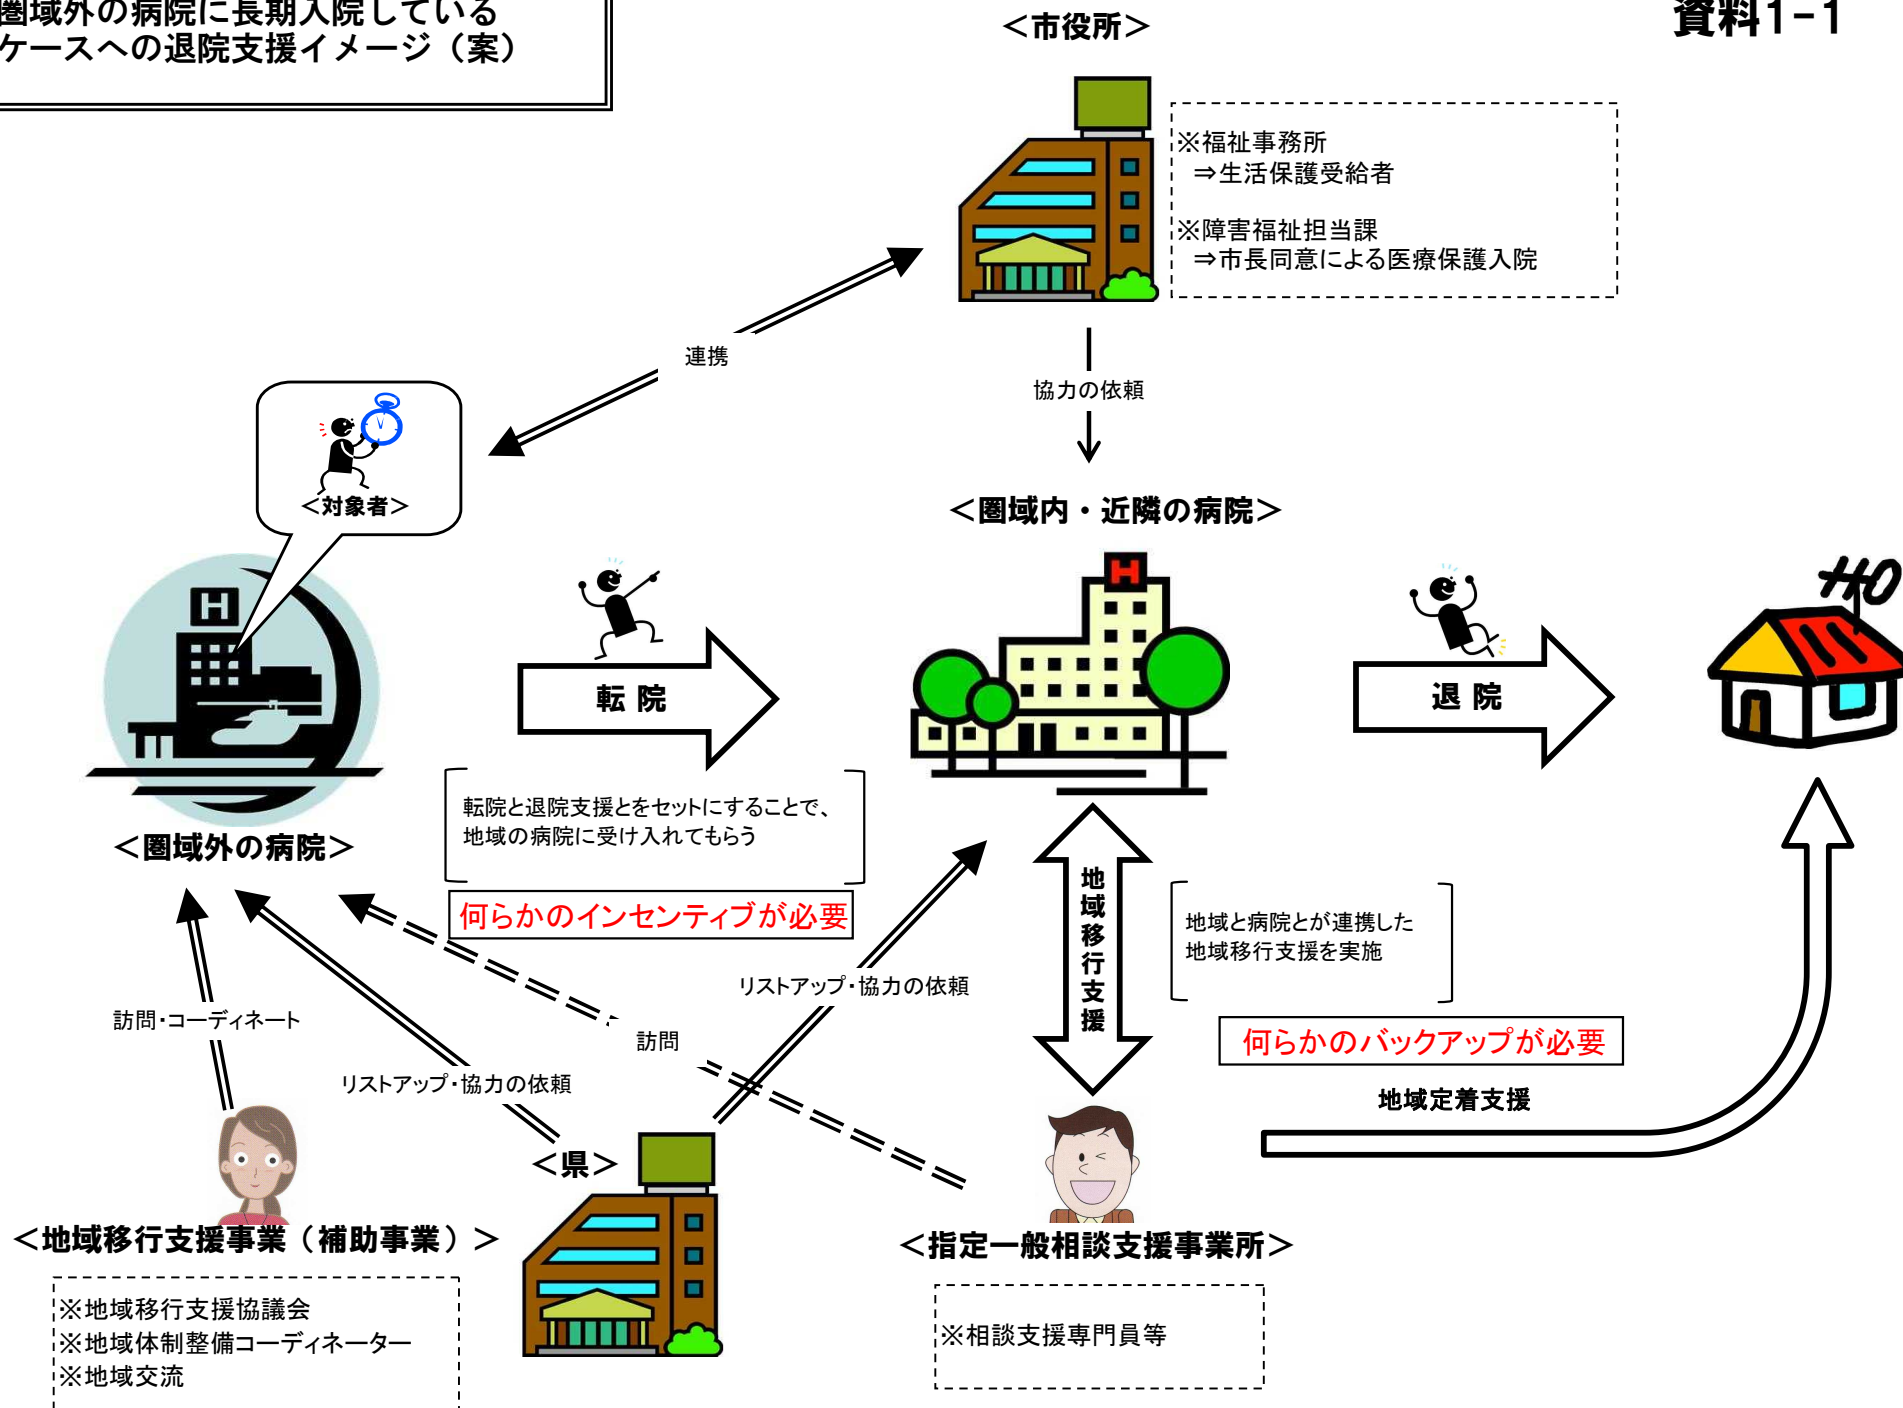 圏域外の病院に長期入院している
ケースへの退院支援イメージ（案）
資料1-1
＜市役所＞
※福祉事務所
⇒生活保護受給者
※障害福祉担当課
⇒市長同意による医療保護入院
連携
協力の依頼
＜対象者＞
＜圏域内・近隣の病院＞
H
H
HO
転 院
退 院
転院と退院支援とをセットにすることで、
地域の病院に受け入れてもらう
＜圏域外の病院＞
何らかのインセンティブが必要
地域移行支援
地域と病院とが連携した
地域移行支援を実施
リストアップ・協力の依頼
訪問・コーディネート
訪問
何らかのバックアップが必要
リストアップ・協力の依頼
地域定着支援
＜県＞
＜地域移行支援事業（補助事業）＞
＜指定一般相談支援事業所＞
※地域移行支援協議会
※地域体制整備コーディネーター
※地域交流
※相談支援専門員等